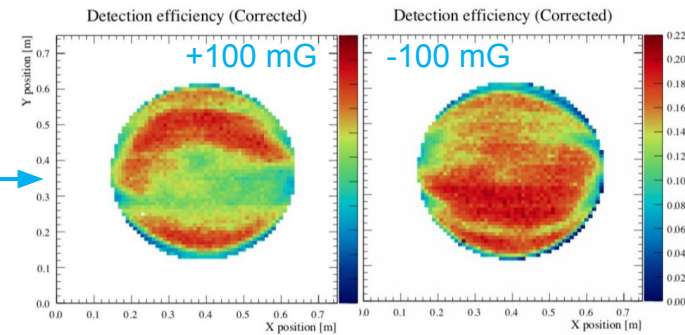 Detection efficiency (Corrected)
+100 mG
Y position [m]
0.7
0.6
0.5
0.4
0.3
0.2
0.1
0.0
0.0 0.1 0.2 0.3 0.4 0.5 0.6 0.7
X position [m]
Detection efficiency (Corrected)
-100 mG
0.0 0.1 0.2 0.3 0.4 0.5 0.6 0.7
X position [m]
0.22
0.20
0.18
0.16
0.14
0.12
0.10
0.08
0.06
0.04
0.02
0.00